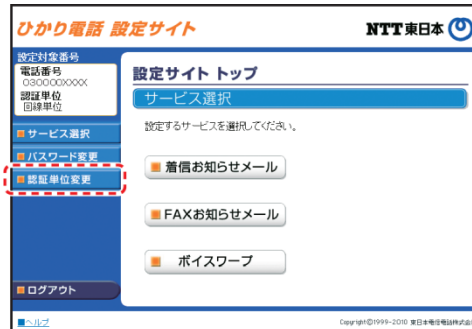 ひかり電話 設定サイト
NTT東日本
設定対象番号
電話番号
030000XXXX
認証単位
回線単位
サービス選択
パスワード変更
認証単位変更
ログアウト
ヘルプ
設定サイト トップ
サービス選択
設定するサービスを選択してください。
着信お知らせメール
FAXお知らせメール
ボイスワープ
Copyright©1999-2010 東日本電信電話株式会社